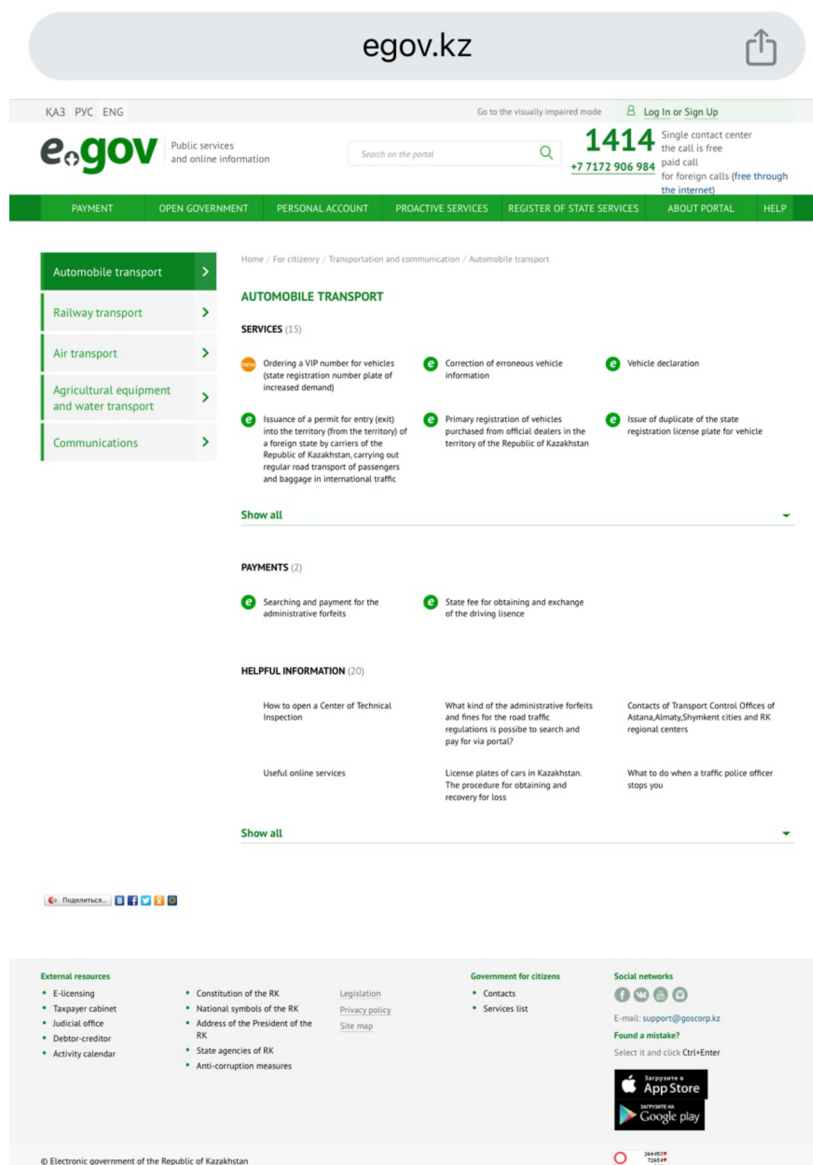 egov.kz
ҚАЗ РУС ENG
Go to the visually impaired mode
Log In or Sign Up
e.gov
Public services
and online information
Search on the portal
1414
+7 7172 906 984
Single contact center
the call is free
paid call
for foreign calls (free through
the internet)
PAYMENT OPEN GOVERNMENT PERSONAL ACCOUNT PROACTIVE SERVICES REGISTER OF STATE SERVICES ABOUT PORTAL HELP
Automobile transport
Railway transport
Air transport
Agricultural equipment
and water transport
Communications
Home / For citizenry / Transportation and communication / Automobile transport
AUTOMOBILE TRANSPORT
SERVICES (15)
new
Ordering a VIP number for vehicles
(state registration number plate of
increased demand)
Correction of erroneous vehicle
information
Vehicle declaration
Issuance of a permit for entry (exit)
into the territory (from the territory) of
a foreign state by carriers of the
Republic of Kazakhstan, carrying out
regular road transport of passengers
and baggage in international traffic
Primary registration of vehicles
purchased from official dealers in the
territory of the Republic of Kazakhstan
Issue of duplicate of the state
registration license plate for vehicle
Show all
PAYMENTS (2)
Searching and payment for the
administrative forfeits
State fee for obtaining and exchange
of the driving lisence
HELPFUL INFORMATION (20)
How to open a Center of Technical
Inspection
What kind of the administrative forfeits
and fines for the road traffic
regulations is possibe to search and
pay for via portal?
Contacts of Transport Control Offices of
Astana,Almaty,Shymkent cities and RK
regional centers
Useful online services
License plates of cars in Kazakhstan.
The procedure for obtaining and
recovery for loss
What to do when a traffic police officer
stops you
Show all
Поделиться...
External resources
E-licensing
Taxpayer cabinet
Judicial office
Debtor-creditor
Activity calendar
Constitution of the RK
National symbols of the RK
Address of the President of the
RK
State agencies of RK
Anti-corruption measures
Legislation
Privacy policy
Site map
Government for citizens
Contacts
Services list
Social networks
E-mail: support@goscorp.kz
Found a mistake?
Select it and click Ctrl+Enter
Загрузите в
App Store
ЗАГРУЗИТЕ НА
Google play
© Electronic government of the Republic of Kazakhstan